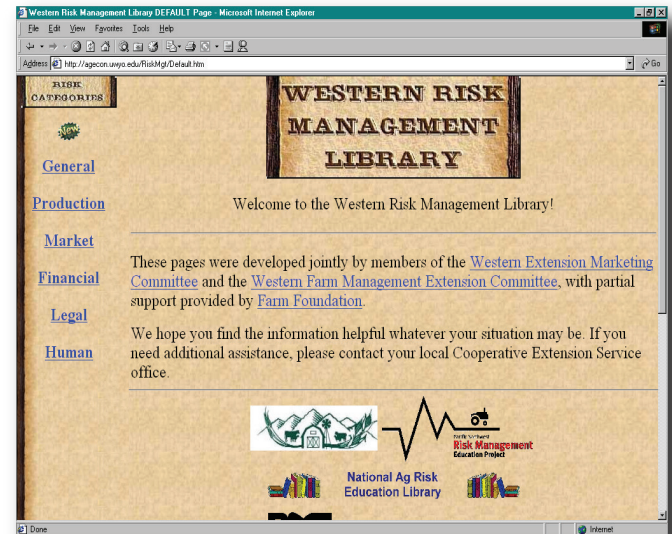 Western Risk Management Library DEFAULT Page - Microsoft Internet Explorer
File Edit View Favorites Tools Help
Address http://agecon.uwyo.edu/RiskMgt/Default.htm Go
RISK
CATEGORIES
New
General
Production
Market
Financial
Legal
Human
WESTERN RISK
MANAGEMENT
LIBRARY
Welcome to the Western Risk Management Library!
These pages were developed jointly by members of the Western Extension Marketing
Committee and the Western Farm Management Extension Committee, with partial
support provided by Farm Foundation.
We hope you find the information helpful whatever your situation may be. If you
need additional assistance, please contact your local Cooperative Extension Service
office.
Risk Management
Education Project
National Ag Risk
Education Library
Done Internet